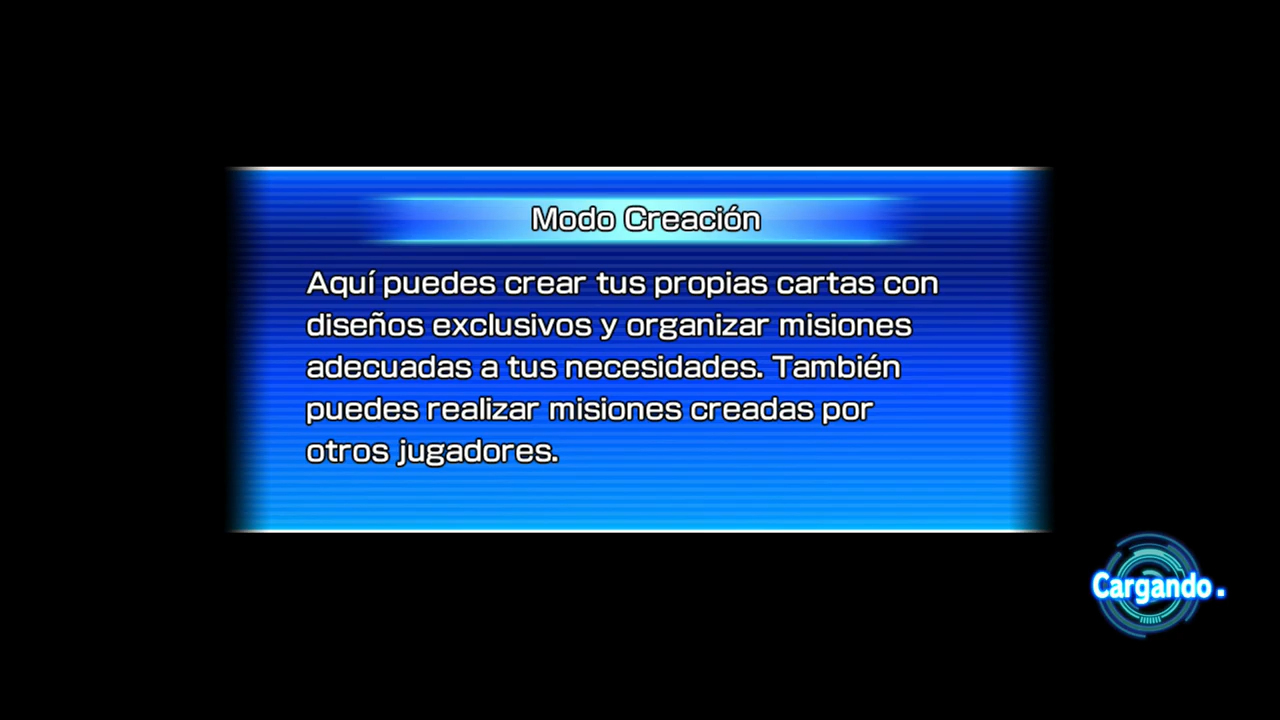 Modo Creación
Aquí puedes crear tus propias cartas con
diseños exclusivos y organizar misiones
adecuadas a tus necesidades. También
puedes realizar misiones creadas por
otros jugadores.
Cargando.